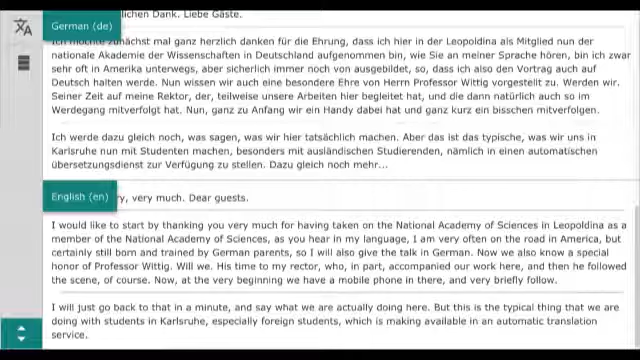 German (de)
lichen Dank. Liebe Gäste.
Ich möchte zunächst mal ganz herzlich danken für die Ehrung, dass ich hier in der Leopoldina als Mitglied nun der
nationale Akademie der Wissenschaften in Deutschland aufgenommen bin, wie Sie an meiner Sprache hören, bin ich zwar
sehr oft in Amerika unterwegs, aber sicherlich immer noch von ausgebildet, so, dass ich also den Vortrag auch auf
Deutsch halten werde. Nun wissen wir auch eine besondere Ehre von Herrn Professor Wittig vorgestellt zu. Werden wir.
Seiner Zeit auf meine Rektor, der, teilweise unsere Arbeiten hier begleitet hat, und die dann natürlich auch so im
Werdegang mitverfolgt hat. Nun, ganz zu Anfang wir ein Handy dabei hat und ganz kurz ein bisschen mitverfolgen.
Ich werde dazu gleich noch, was sagen, was wir hier tatsächlich machen. Aber das ist das typische, was wir uns in
Karlsruhe nun mit Studenten machen, besonders mit ausländischen Studierenden, nämlich in einen automatischen
übersetzungsdienst zur Verfügung zu stellen. Dazu gleich noch mehr...
English (en)
ry, very much. Dear guests.
I would like to start by thanking you very much for having taken on the National Academy of Sciences in Leopoldina as a
member of the National Academy of Sciences, as you hear in my language, I am very often on the road in America, but
certainly still born and trained by German parents, so I will also give the talk in German. Now we also know a special
honor of Professor Wittig. Will we. His time to my rector, who, in part, accompanied our work here, and then he followed
the scene, of course. Now, at the very beginning we have a mobile phone in there, and very briefly follow.
I will just go back to that in a minute, and say what we are actually doing here. But this is the typical thing that we are
doing with students in Karlsruhe, especially foreign students, which is making available in an automatic translation
service.